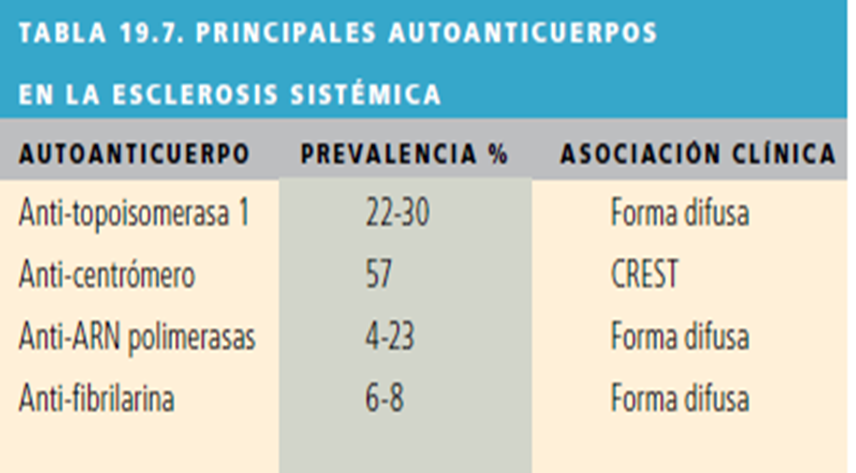 TABLA 19.7. PRINCIPALES AUTOANTICUERPOS
EN LA ESCLEROSIS SISTÉMICA
AUTOANTICUERPO PREVALENCIA % ASOCIACIÓN CLÍNICA
Anti-topoisomerasa 1 22-30 Forma difusa
Anti-centrómero 57 CREST
Anti-ARN polimerasas 4-23 Forma difusa
Anti-fibrilarina 6-8 Forma difusa